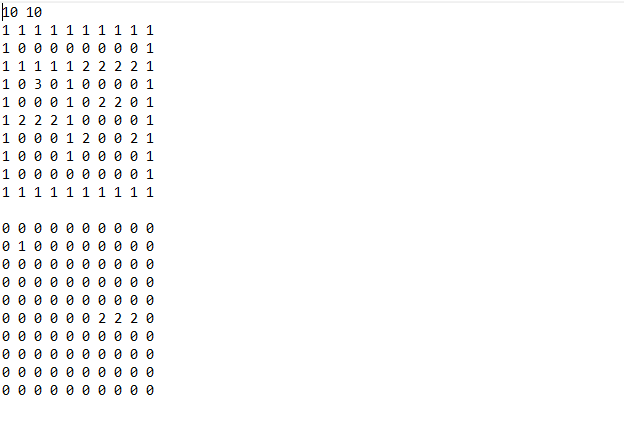 10 10
1 1 1 1 1 1 1 1 1 1
1 0 0 0 0 0 0 0 0 1
1 1 1 1 1 2 2 2 2 1
1 0 3 0 1 0 0 0 0 1
1 0 0 0 1 0 2 2 0 1
1 2 2 2 1 0 0 0 0 1
1 0 0 0 1 2 0 0 2 1
1 0 0 0 1 0 0 0 0 1
1 0 0 0 0 0 0 0 0 1
1 1 1 1 1 1 1 1 1 1
0 0 0 0 0 0 0 0 0 0
0 1 0 0 0 0 0 0 0 0
0 0 0 0 0 0 0 0 0 0
0 0 0 0 0 0 0 0 0 0
0 0 0 0 0 0 0 0 0 0
0 0 0 0 0 0 2 2 2 0
0 0 0 0 0 0 0 0 0 0
0 0 0 0 0 0 0 0 0 0
0 0 0 0 0 0 0 0 0 0
0 0 0 0 0 0 0 0 0 0